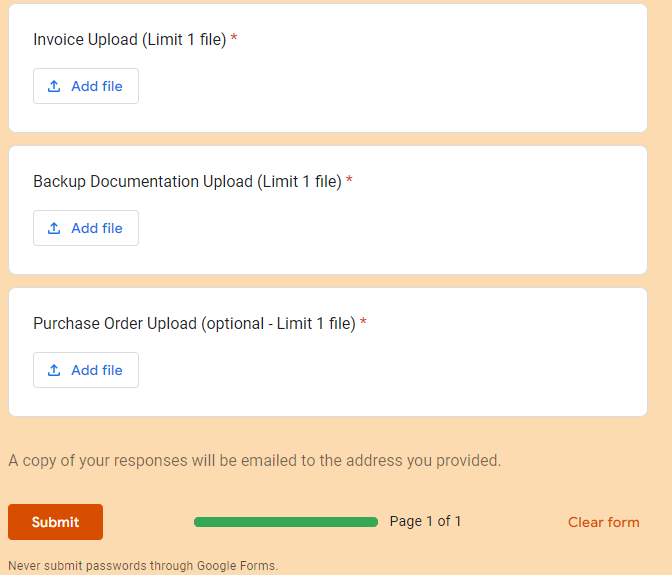 Invoice Upload (Limit 1 file) *
Add file
Backup Documentation Upload (Limit 1 file) *
Add file
Purchase Order Upload (optional - Limit 1 file) *
Add file
A copy of your responses will be emailed to the address you provided.
Submit
Page 1 of 1
Clear form
Never submit passwords through Google Forms.